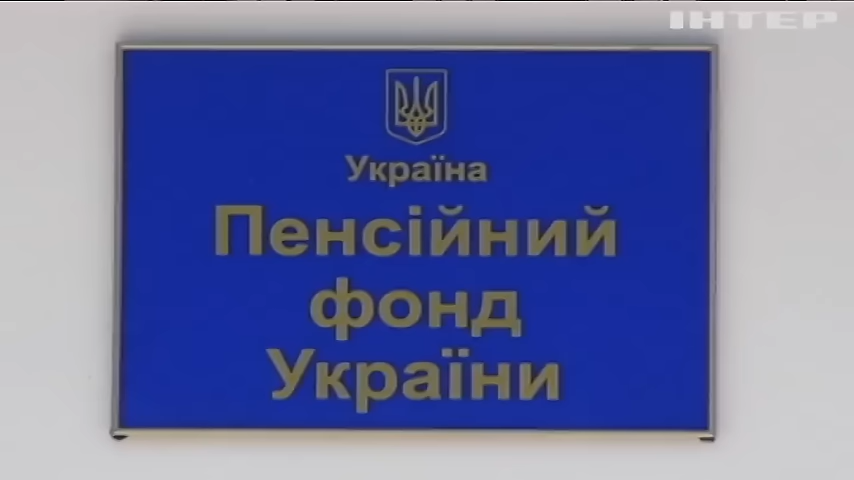 ІНТЕР
Україна
Пенсійний
фонд
України